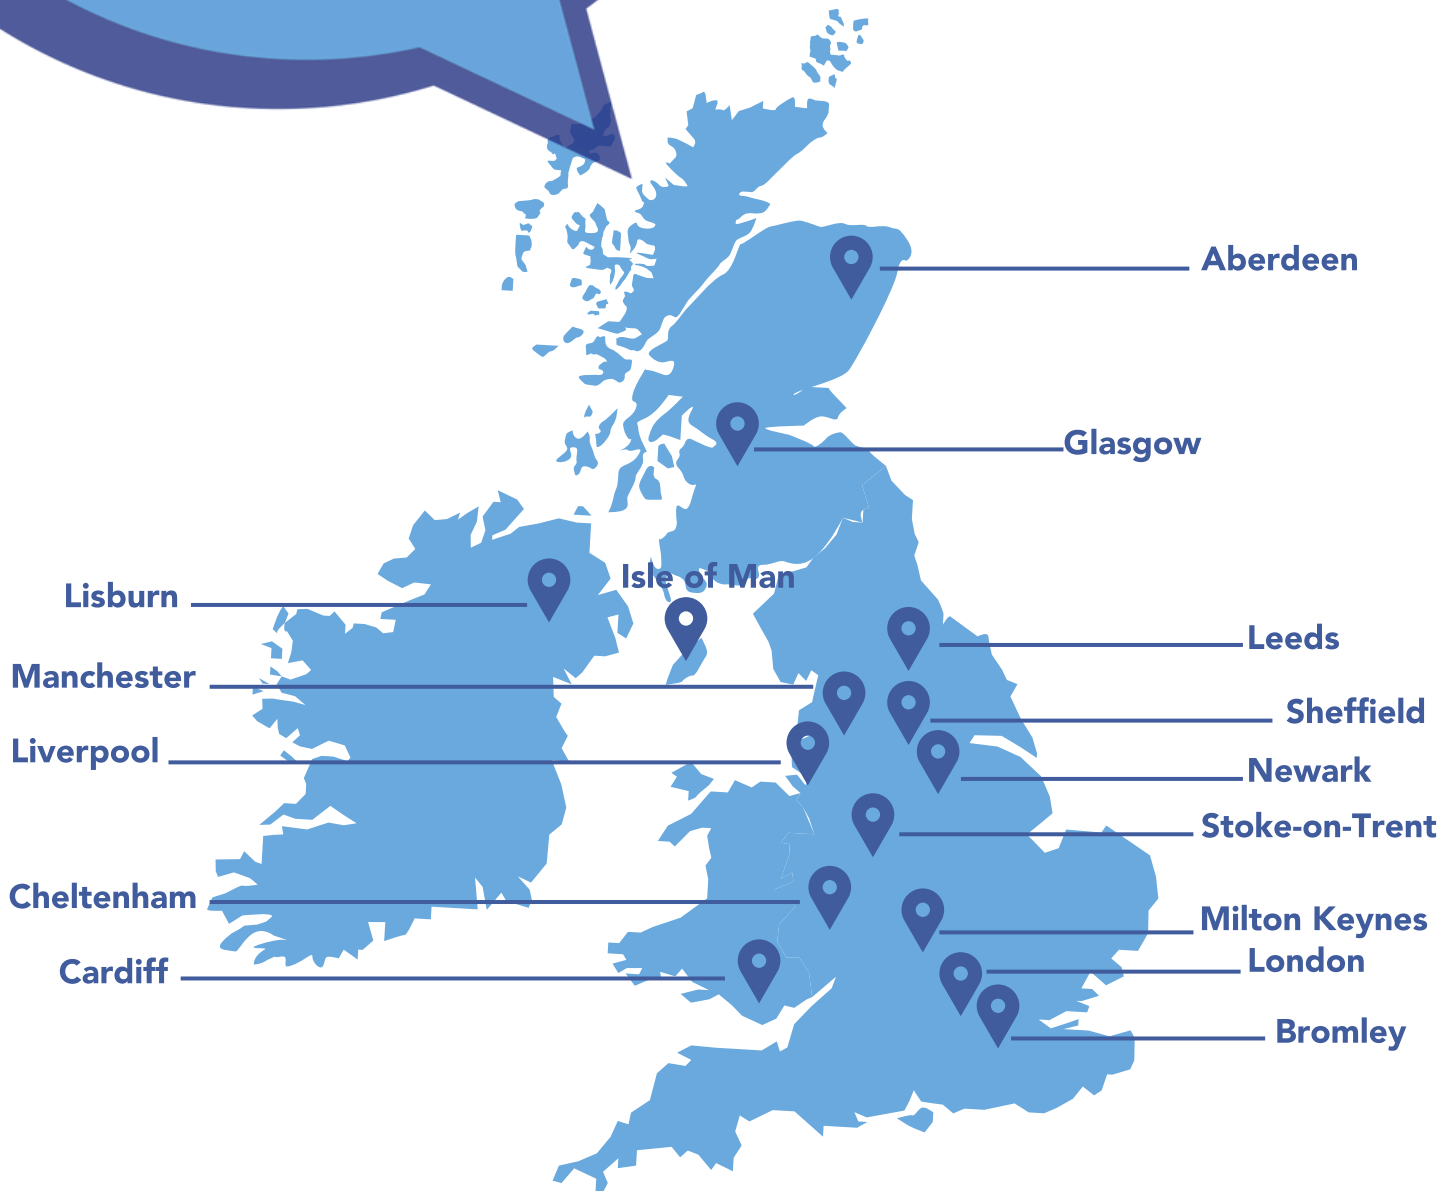 Aberdeen
Glasgow
Isle of Man
Lisburn
Leeds
Manchester
Sheffield
Liverpool
Newark
Stoke-on-Trent
Cheltenham
Milton Keynes
London
Cardiff
Bromley